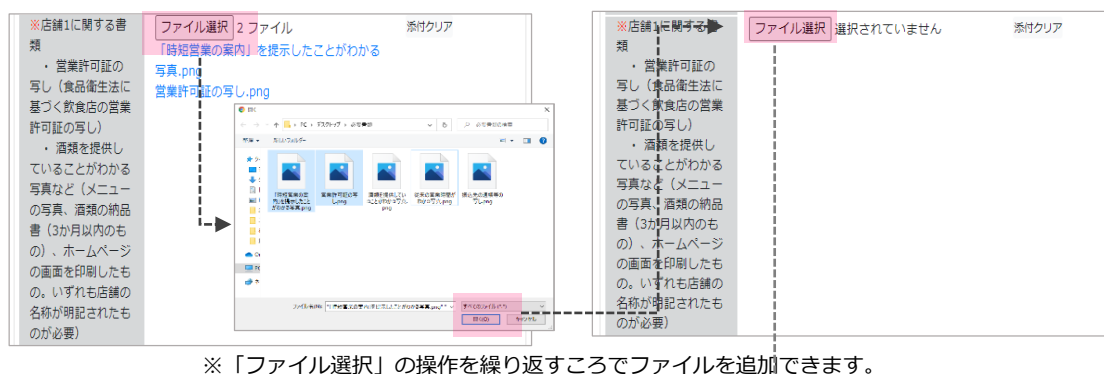 ※店舗1に関する書
類
・ 営業許可証の
写し（食品衛生法に
基づく飲食店の営業
許可証の写し）
・ 酒類を提供し
ていることがわかる
写真など（メニュー
の写真、酒類の納品
書（3か月以内のも
の）、ホームページ
の画面を印刷したも
の。いずれも店舗の
名称が明記されたも
のが必要）
ファイル選択 2 ファイル
添付クリア
「時短営業の案内」を提示したことがわかる
写真.png
営業許可証の写し.png
※店舗1に関する書
類
・ 営業許可証の
写し（食品衛生法に
基づく飲食店の営業
許可証の写し）
・ 酒類を提供し
ていることがわかる
写真など（メニュー
の写真、酒類の納品
書（3か月以内のも
の）、ホームページ
の画面を印刷したも
の。いずれも店舗の
名称が明記されたも
のが必要）
ファイル選択 選択されていません
添付クリア
※「ファイル選択」の操作を繰り返すころでファイルを追加できます。